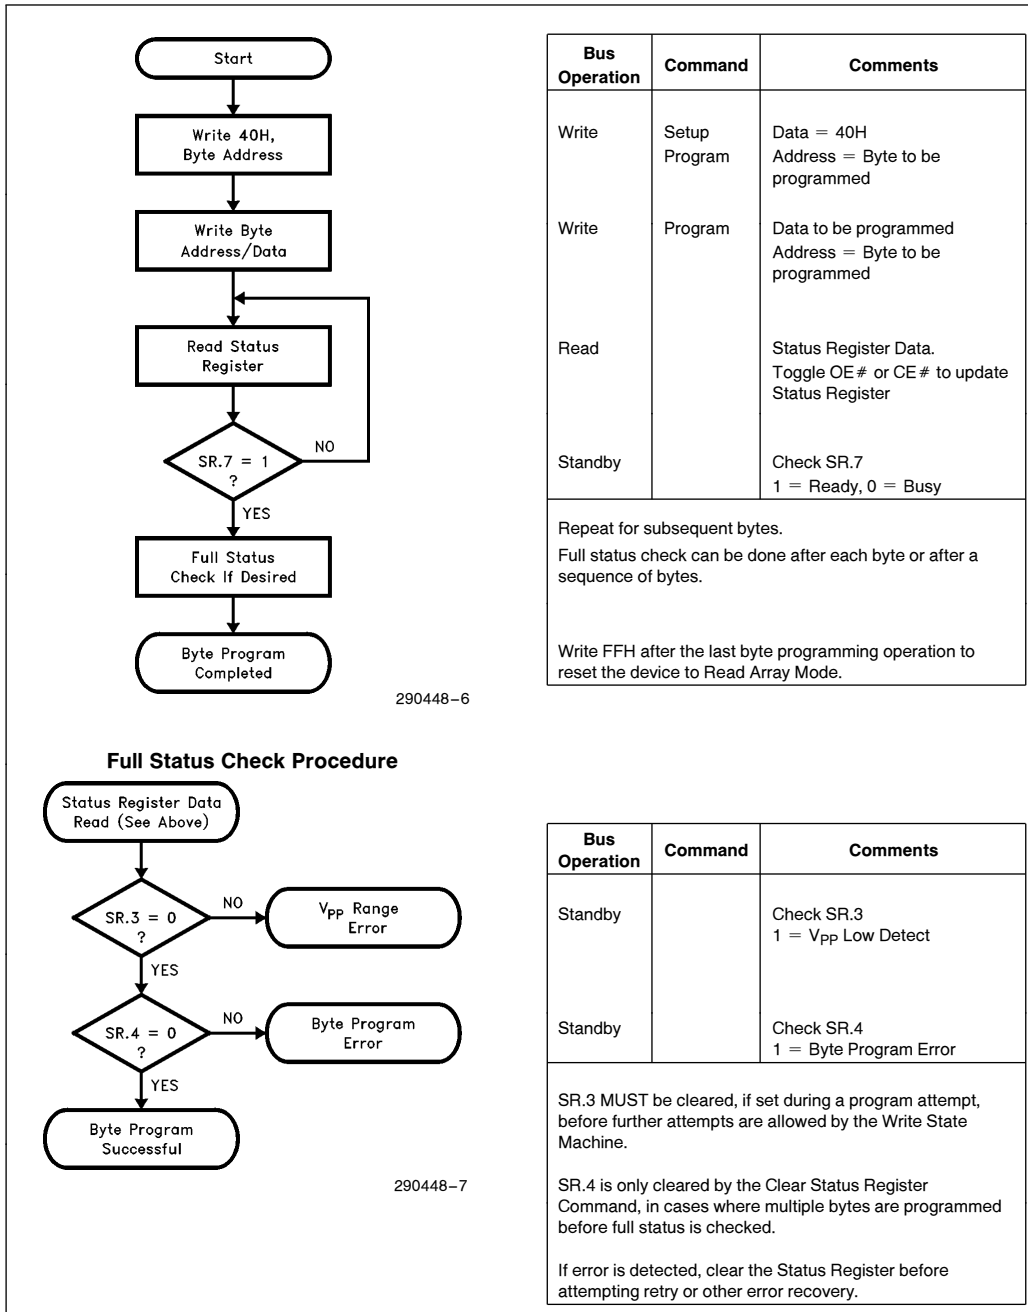 Start
Write 40H,
Byte Address
Write Byte
Address/Data
Read Status
Register
SR.7 = 1
?
NO
YES
Full Status
Check If Desired
Byte Program
Completed
290448-6
Bus
Operation
Command
Comments
Write
Setup
Program
Data = 40H
Address = Byte to be
programmed
Write
Program
Data to be programmed
Address = Byte to be
programmed
Read
Status Register Data.
Toggle OE# or CE# to update
Status Register
Standby
Check SR.7
1 = Ready, 0 = Busy
Repeat for subsequent bytes.
Full status check can be done after each byte or after a
sequence of bytes.
Write FFH after the last byte programming operation to
reset the device to Read Array Mode.
Full Status Check Procedure
Status Register Data
Read (See Above)
SR.3 = 0
?
NO
VPP Range
Error
YES
SR.4 = 0
?
NO
Byte Program
Error
YES
Byte Program
Successful
290448-7
Bus
Operation
Command
Comments
Standby
Check SR.3
1 = VPP Low Detect
Standby
Check SR.4
1 = Byte Program Error
SR.3 MUST be cleared, if set during a program attempt,
before further attempts are allowed by the Write State
Machine.
SR.4 is only cleared by the Clear Status Register
Command, in cases where multiple bytes are programmed
before full status is checked.
If error is detected, clear the Status Register before
attempting retry or other error recovery.